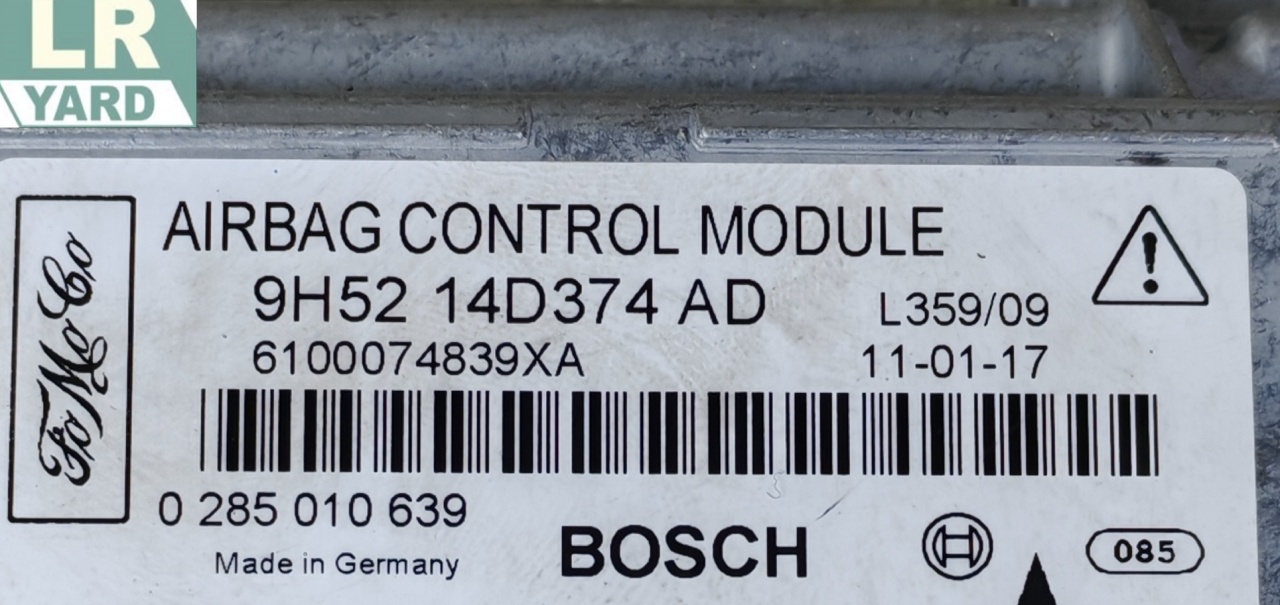 LR
YARD
FoMoCo
AIRBAG CONTROL MODULE
9H52 14D374 AD
L359/09
6100074839XA
11-01-17
0 285 010 639
Made in Germany
BOSCH
085